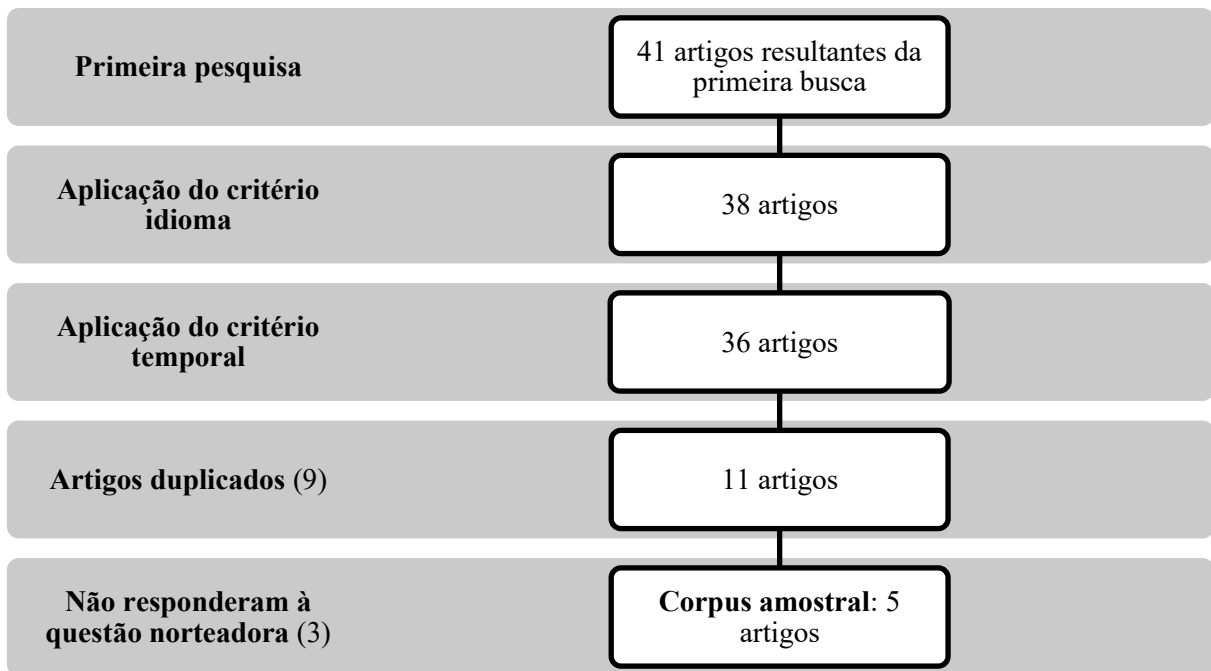 Primeira pesquisa
41 artigos resultantes da
primeira busca
Aplicação do critério
idioma
38 artigos
Aplicação do critério
temporal
36 artigos
Artigos duplicados (9)
11 artigos
Não responderam à
questão norteadora (3)
Corpus amostral: 5
artigos